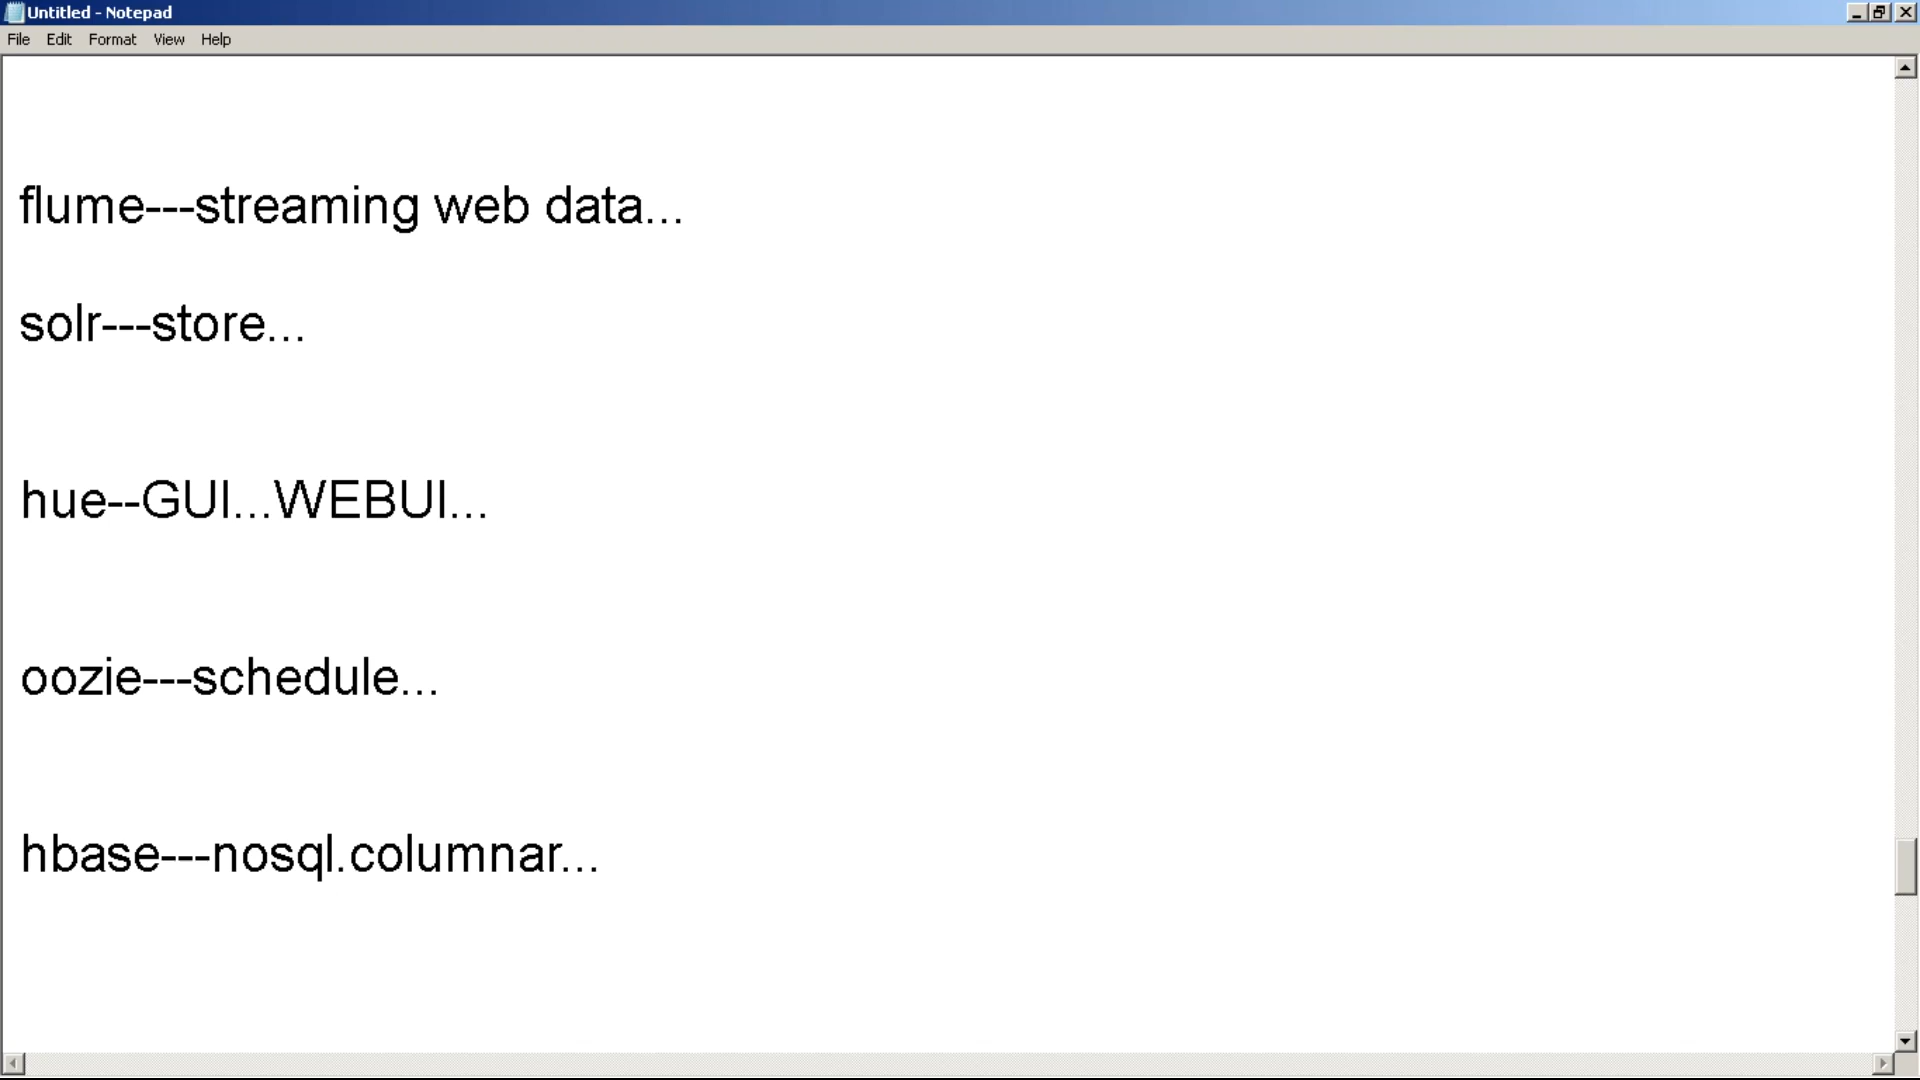 Untitled - Notepad
File Edit Format View Help
flume---streaming web data...
solr---store...
hue--GUI...WEBUI...
oozie---schedule...
hbase---nosql.columnar...